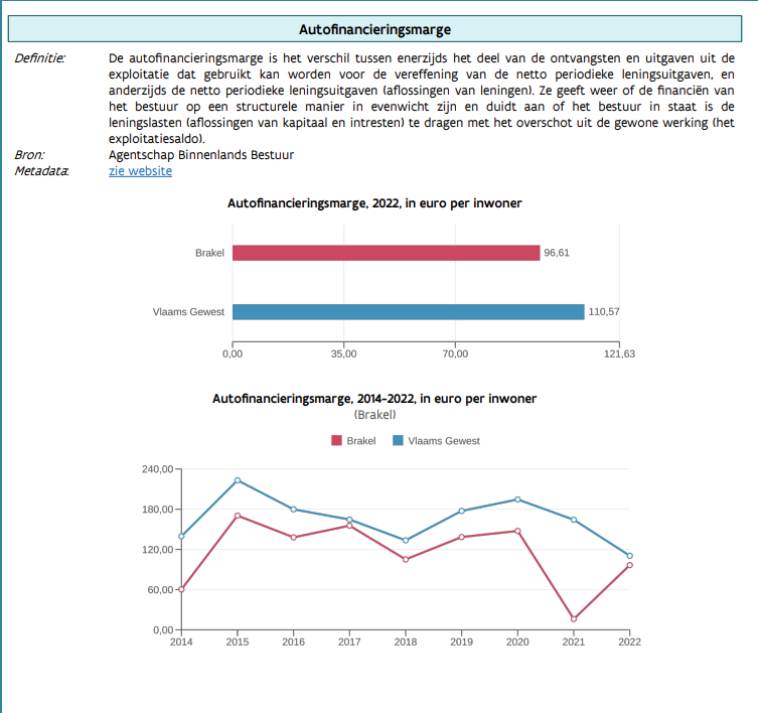 Autofinancieringsmarge
Definitie: De autofinancieringsmarge is het verschil tussen enerzijds het deel van de ontvangsten en uitgaven uit de
exploitatie dat gebruikt kan worden voor de vereffening van de netto periodieke leningsuitgaven, en
anderzijds de netto periodieke leningsuitgaven (aflossingen van leningen). Ze geeft weer of de financiën van
het bestuur op een structurele manier in evenwicht zijn en duidt aan of het bestuur in staat is de
leningslasten (aflossingen van kapitaal en intresten) te dragen met het overschot uit de gewone werking (het
exploitatiesaldo).
Bron: Agentschap Binnenlands Bestuur
Metadata: zie website
Autofinancieringsmarge, 2022, in euro per inwoner
Brakel 96,61
Vlaams Gewest 110,57
0,00 35,00 70,00 121,63
Autofinancieringsmarge, 2014-2022, in euro per inwoner
(Brakel)
Brakel Vlaams Gewest
240,00
180,00
120,00
60,00
0,00
2014 2015 2016 2017 2018 2019 2020 2021 2022